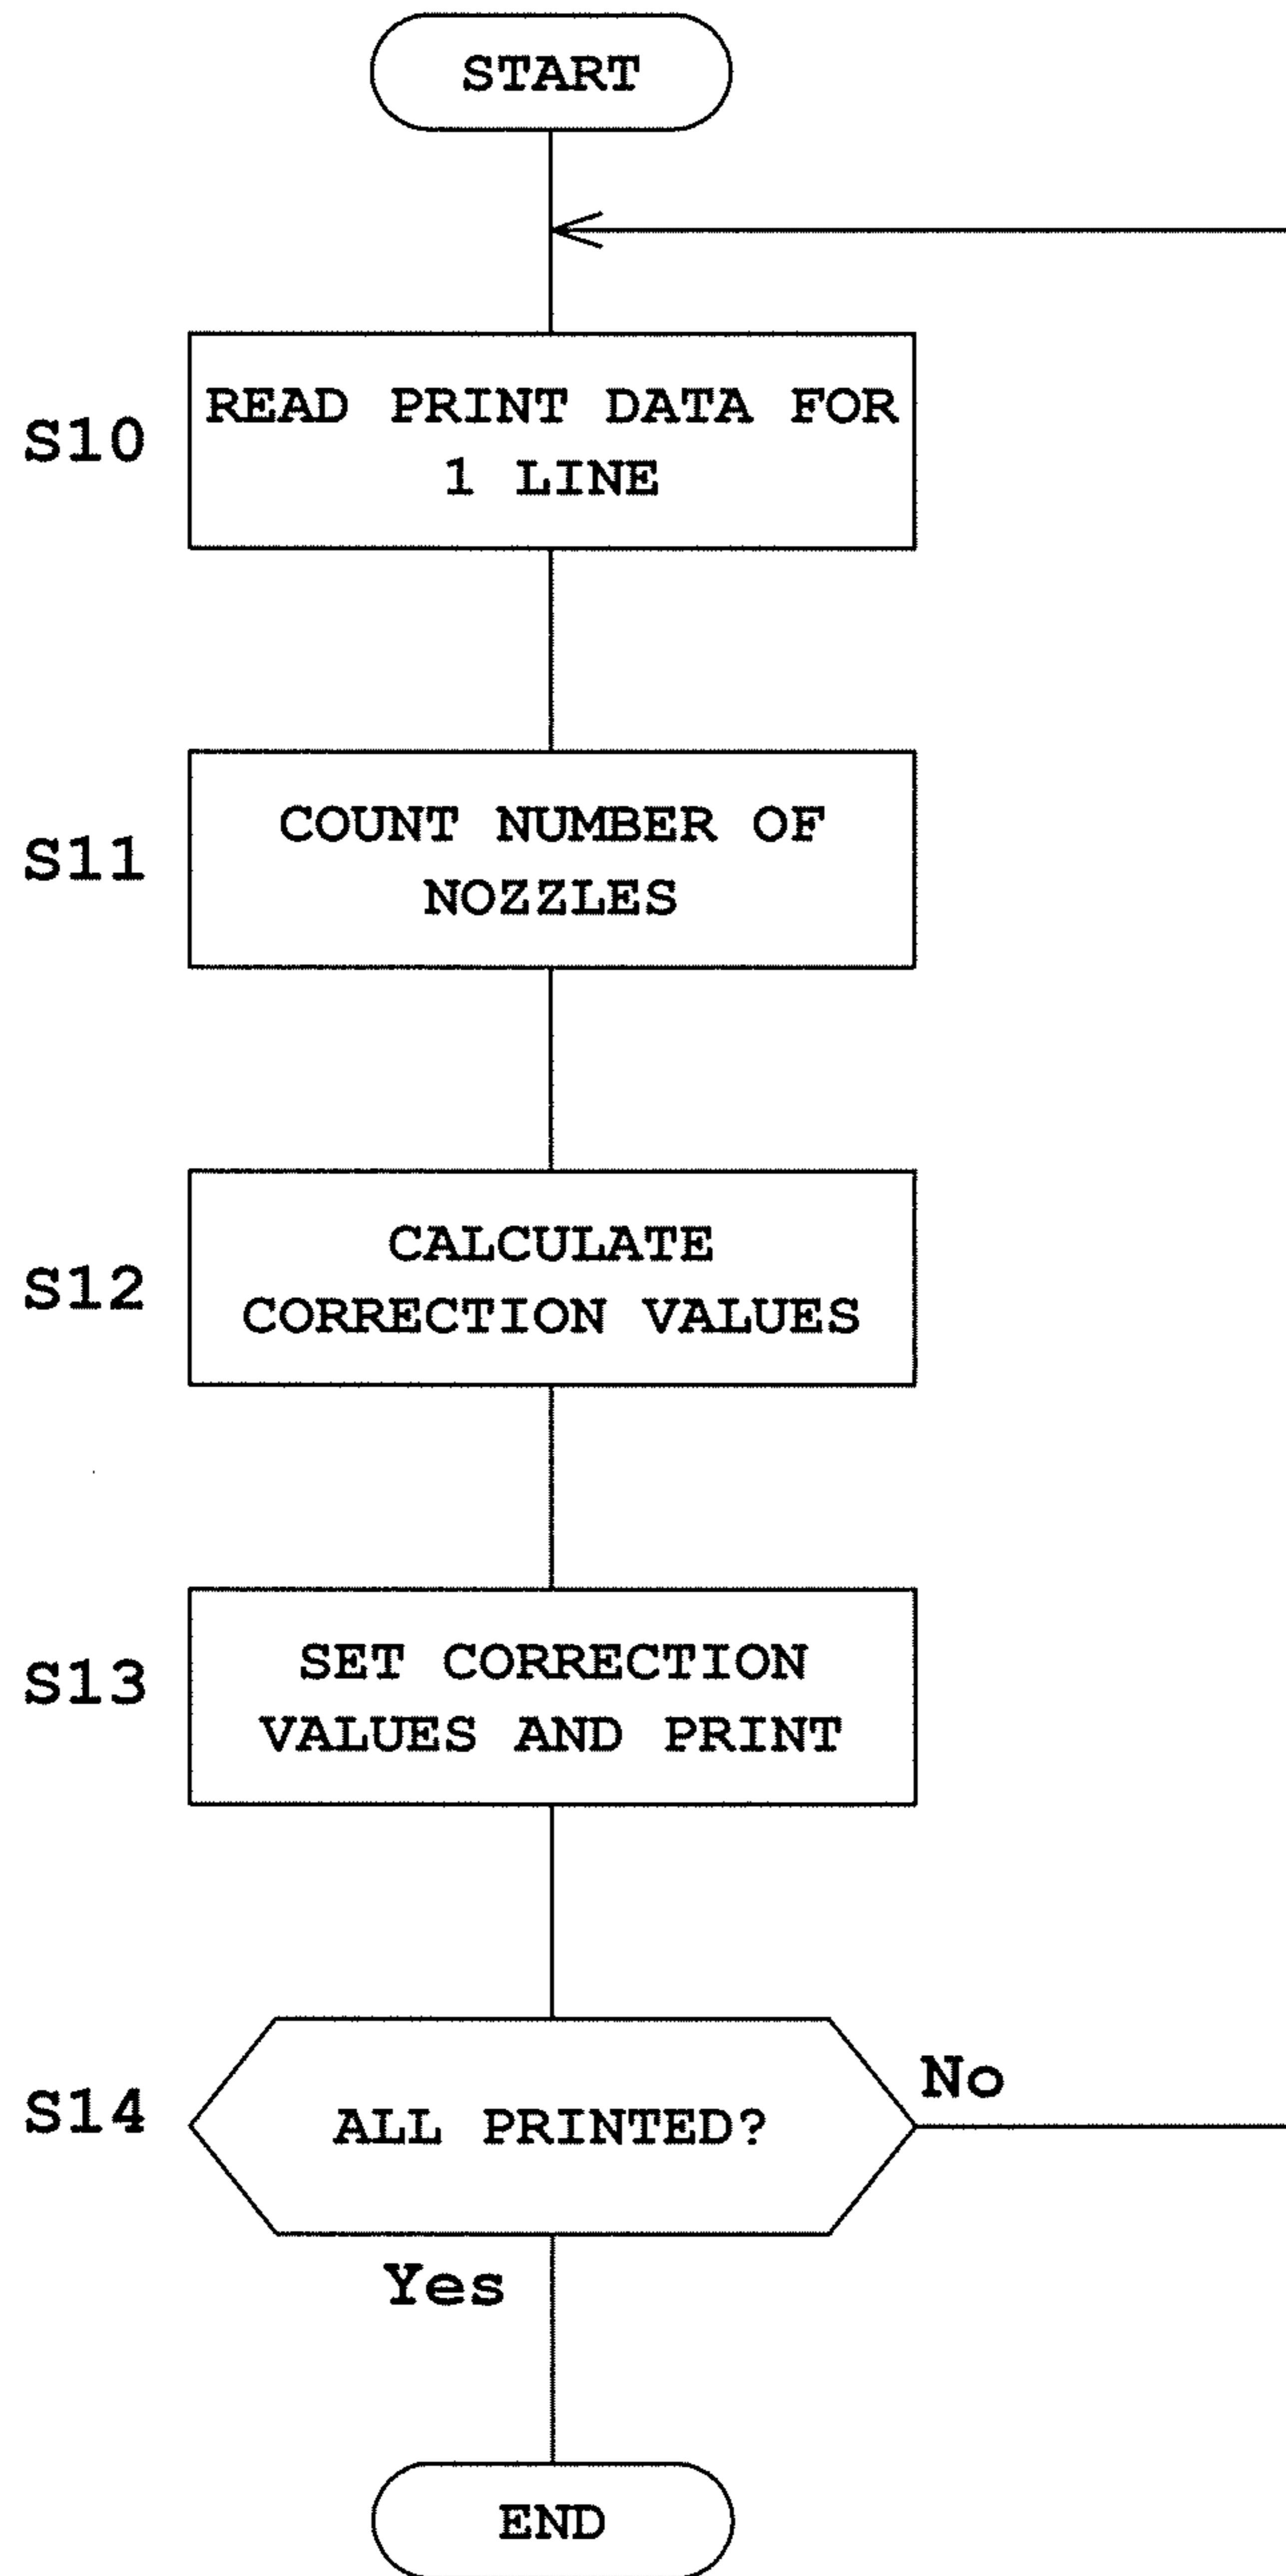 START
S10
READ PRINT DATA FOR
1 LINE
S11
COUNT NUMBER OF
NOZZLES
S12
CALCULATE
CORRECTION VALUES
S13
SET CORRECTION
VALUES AND PRINT
S14
ALL PRINTED?
No
Yes
END